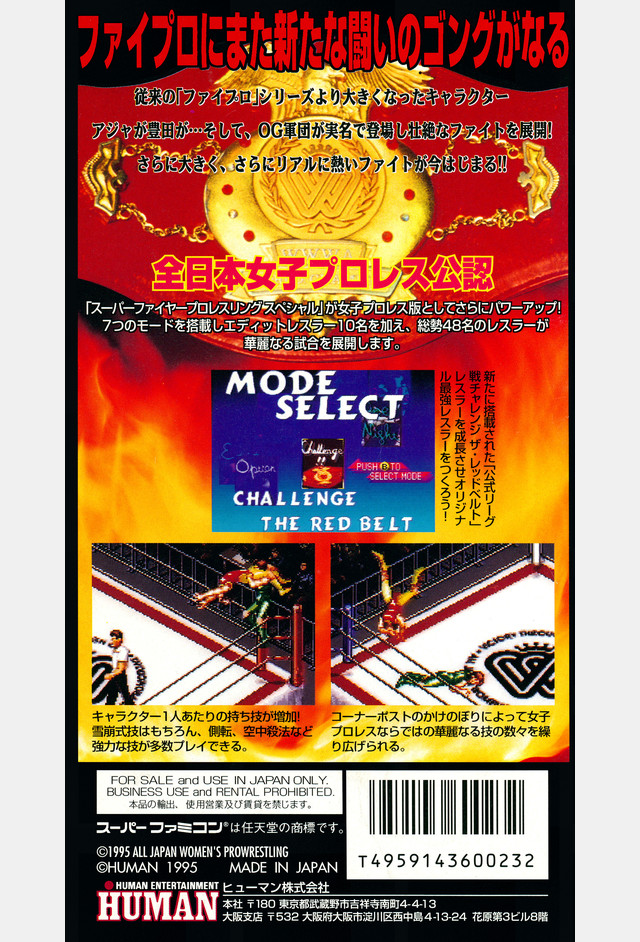 ファイプロにまた新たな闘いのゴングがなる
従来の「ファイプロ」シリーズより大きくなったキャラクター
アジャが豊田が…そして、OG軍団が実名で登場し壮絶なファイトを展開!
さらに大きく、さらにリアルに熱いファイトが今はじまる!!
全日本女子プロレス公認
「スーパーファイヤープロレスリングスペシャル」が女子プロレス版としてさらにパワーアップ!
7つのモードを搭載しエディットレスラー10名を加え、総勢48名のレスラーが
華麗なる試合を展開します。
MODE
SELECT
Night
Challenge
!!
Option
PUSH B TO
SELECT MODE
CHALLENGE
THE RED BELT
新たに搭載された「公式リーグ
戦チャレンジ ザ・レッドベルト」
レスラーを成長させオリジナ
ル最強レスラーをつくろう!
キャラクター1人あたりの持ち技が増加!
雪崩式技はもちろん、側転、空中殺法など
強力な技が多数プレイできる。
コーナーポストのかけのぼりによって女子
プロレスならではの華麗なる技の数々を繰
り広げられる。
FOR SALE and USE IN JAPAN ONLY.
BUSINESS USE and RENTAL PROHIBITED.
本品の輸出、使用営業及び賃貸を禁じます。
スーパーファミコン®は任天堂の商標です。
©1995 ALL JAPAN WOMEN'S PROWRESTLING
©HUMAN 1995 MADE IN JAPAN
T4959143600232
HUMAN ENTERTAINMENT
HUMAN
ヒューマン株式会社
本社 〒180 東京都武蔵野市吉祥寺南町4-4-13
大阪支店 〒532 大阪府大阪市淀川区西中島4-13-24 花原第3ビル8階